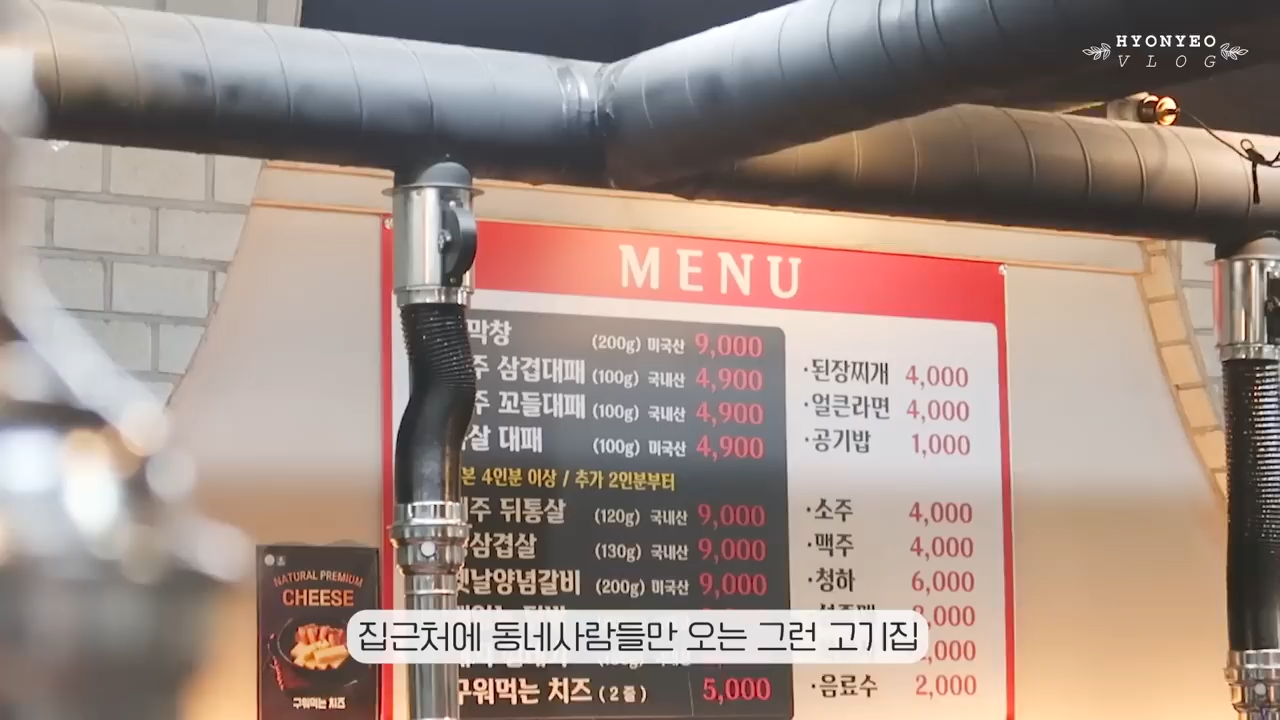 HYONYEO
VLOG
MENU
막창 (200g) 미국산 9,000
주 삼겹대패 (100g) 국내산 4,900
주 꼬들대패 (100g) 국내산 4,900
살 대패 (100g) 미국산 4,900
본 4인분 이상 / 추가 2인분부터
주 뒤통살 (120g) 국내산 9,000
삼겹살 (130g) 국내산 9,000
옛날양념갈비 (200g) 미국산 9,000
구워먹는 치즈 (2줄) 5,000
·된장찌개 4,000
·얼큰라면 4,000
·공기밥 1,000
·소주 4,000
·맥주 4,000
·청하 6,000
·음료수 2,000
NATURAL PREMIUM
CHEESE
구워먹는 치즈
집근처에 동네사람들만 오는 그런 고기집